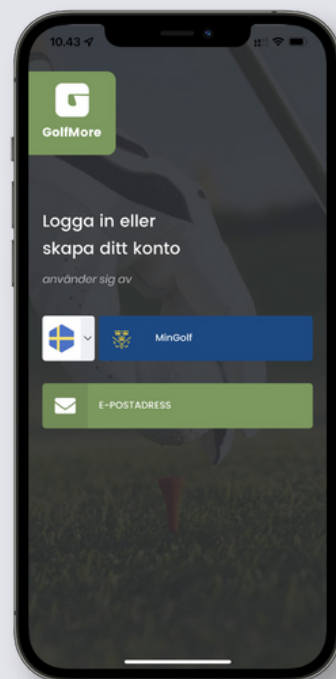 10.43
GolfMore
Logga in eller
skapa ditt konto
använder sig av
MinGolf
E-POSTADRESS